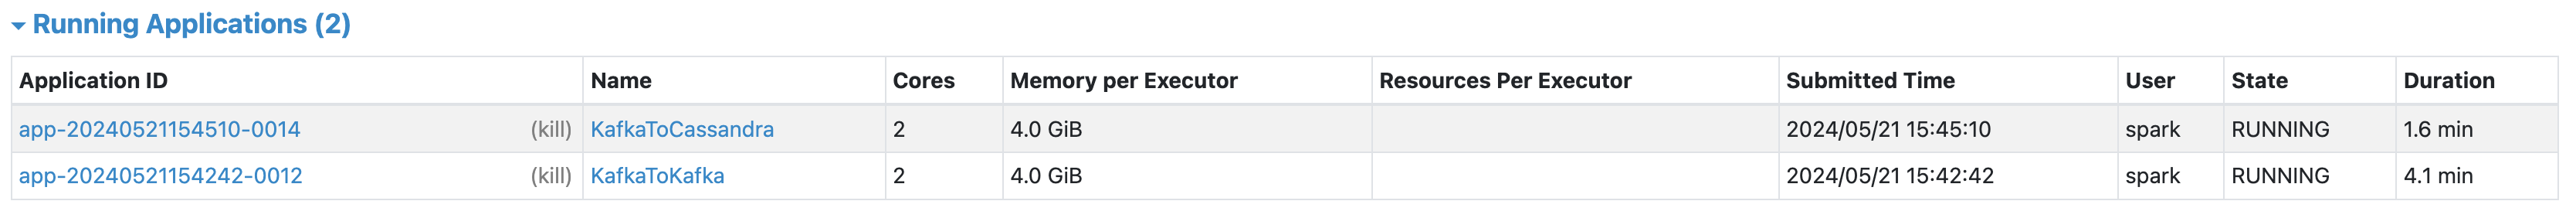 Running Applications (2)
Application ID Name Cores Memory per Executor Resources Per Executor Submitted Time User State Duration
app-20240521154510-0014 (kill) KafkaToCassandra 2 4.0 GiB 2024/05/21 15:45:10 spark RUNNING 1.6 min
app-20240521154242-0012 (kill) KafkaToKafka 2 4.0 GiB 2024/05/21 15:42:42 spark RUNNING 4.1 min